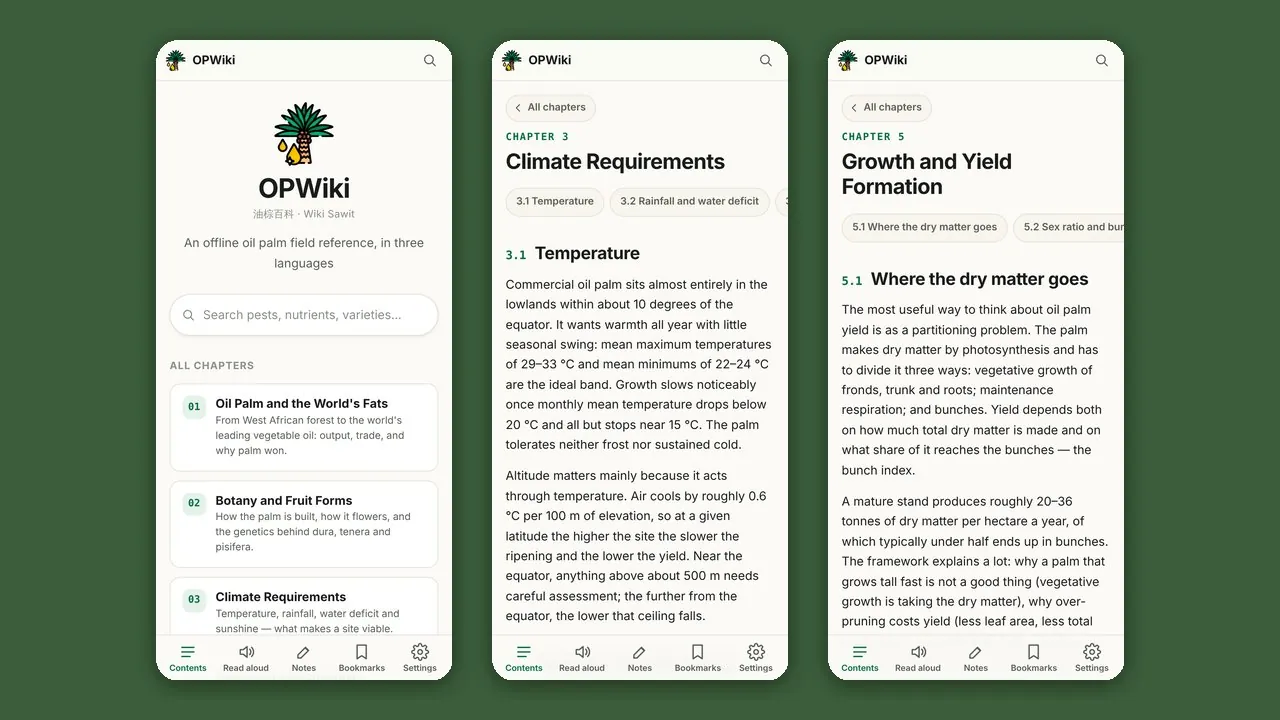 OPWiki
OPWiki
油棕百科 · Wiki Sawit
An offline oil palm field reference, in three
languages
Search pests, nutrients, varieties...
ALL CHAPTERS
01
Oil Palm and the World's Fats
From West African forest to the world's
leading vegetable oil: output, trade, and
why palm won.
02
Botany and Fruit Forms
How the palm is built, how it flowers, and
the genetics behind dura, tenera and
pisifera.
03
Climate Requirements
Temperature, rainfall, water deficit and
sunshine — what makes a site viable.
Contents
Read aloud
Notes
Bookmarks
Settings
OPWiki
All chapters
CHAPTER 3
Climate Requirements
3.1 Temperature
3.2 Rainfall and water deficit
3.1 Temperature
Commercial oil palm sits almost entirely in the
lowlands within about 10 degrees of the
equator. It wants warmth all year with little
seasonal swing: mean maximum temperatures
of 29–33 °C and mean minimums of 22–24 °C
are the ideal band. Growth slows noticeably
once monthly mean temperature drops below
20 °C and all but stops near 15 °C. The palm
tolerates neither frost nor sustained cold.
Altitude matters mainly because it acts
through temperature. Air cools by roughly 0.6
°C per 100 m of elevation, so at a given
latitude the higher the site the slower the
ripening and the lower the yield. Near the
equator, anything above about 500 m needs
careful assessment; the further from the
equator, the lower that ceiling falls.
Contents
Read aloud
Notes
Bookmarks
Settings
OPWiki
All chapters
CHAPTER 5
Growth and Yield
Formation
5.1 Where the dry matter goes
5.2 Sex ratio and bur
5.1 Where the dry matter goes
The most useful way to think about oil palm
yield is as a partitioning problem. The palm
makes dry matter by photosynthesis and has
to divide it three ways: vegetative growth of
fronds, trunk and roots; maintenance
respiration; and bunches. Yield depends both
on how much total dry matter is made and on
what share of it reaches the bunches — the
bunch index.
A mature stand produces roughly 20–36
tonnes of dry matter per hectare a year, of
which typically under half ends up in bunches.
The framework explains a lot: why a palm that
grows tall fast is not a good thing (vegetative
growth is taking the dry matter), why over-
pruning costs yield (less leaf area, less total
Contents
Read aloud
Notes
Bookmarks
Settings